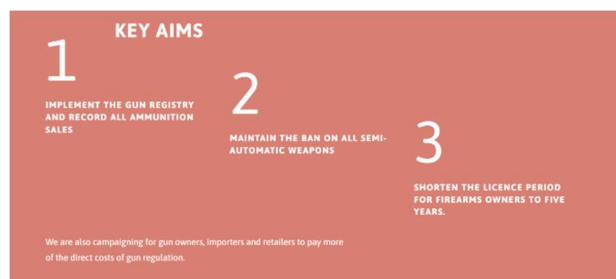 KEY AIMS
1
IMPLEMENT THE GUN REGISTRY
AND RECORD ALL AMMUNITION
SALES
2
MAINTAIN THE BAN ON ALL SEMI-
AUTOMATIC WEAPONS
3
SHORTEN THE LICENCE PERIOD
FOR FIREARMS OWNERS TO FIVE
YEARS.
We are also campaigning for gun owners, importers and retailers to pay more
of the direct costs of gun regulation.